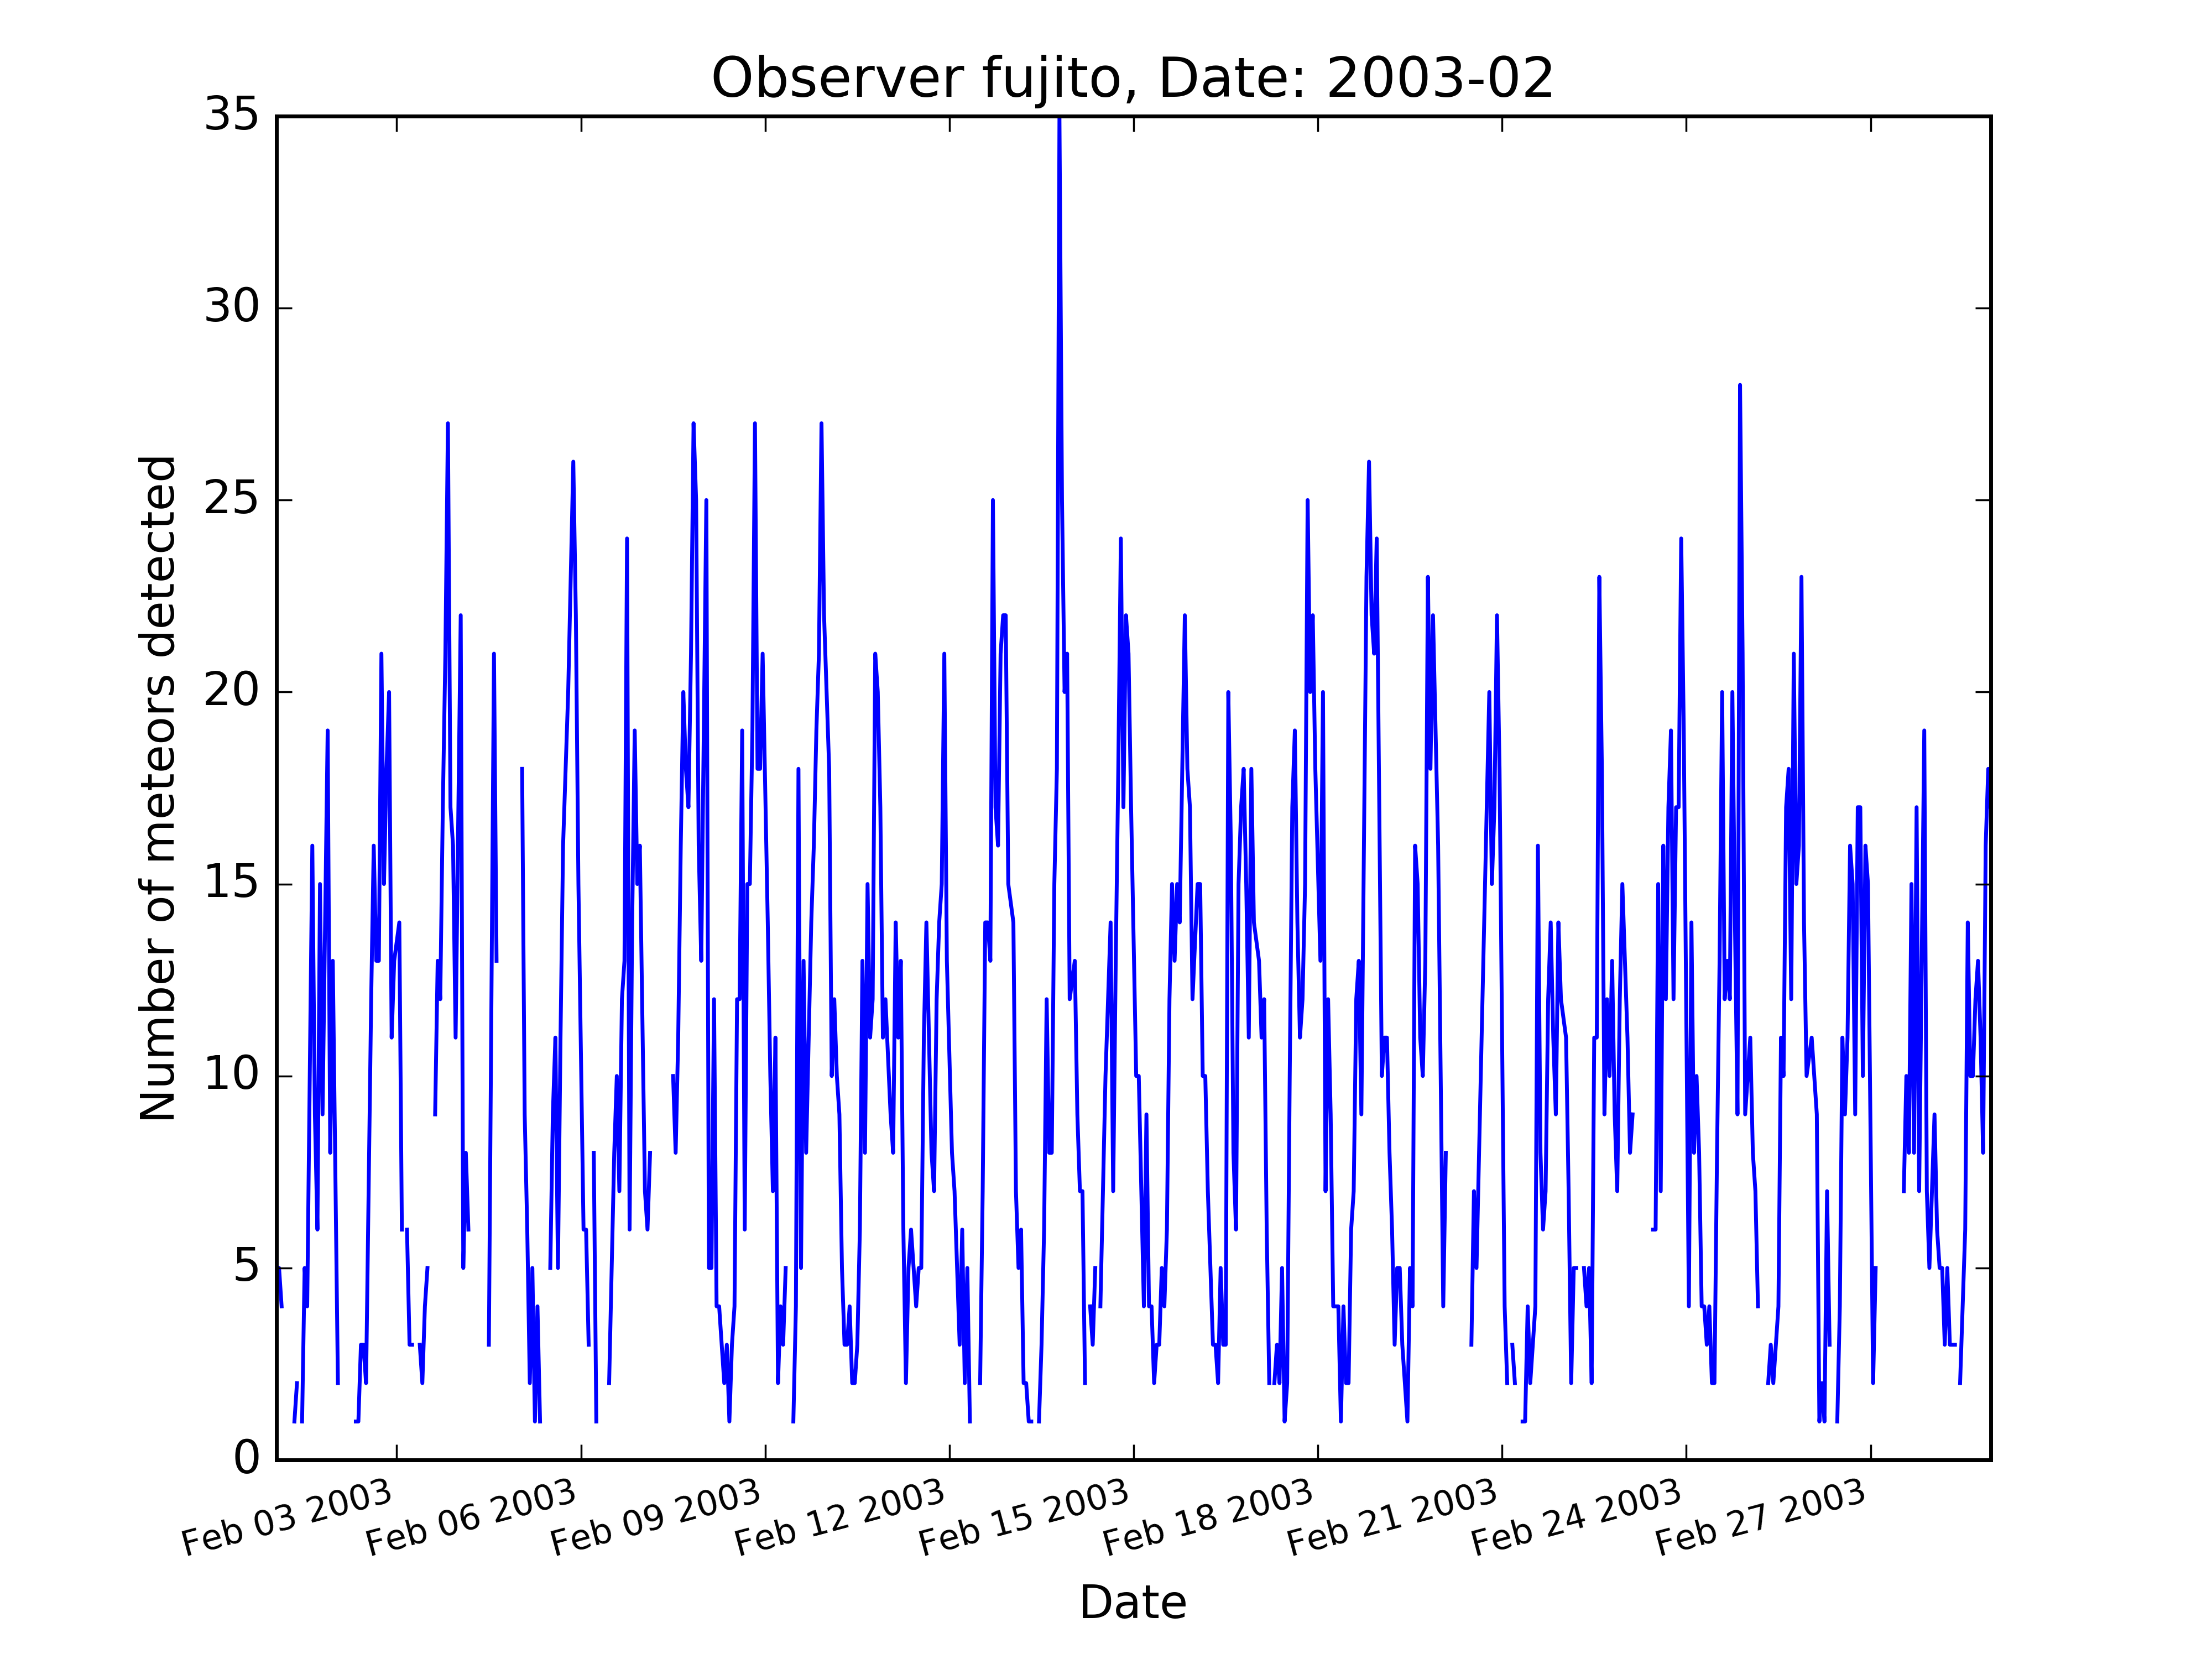 Observer fujito, Date: 2003-02
Number of meteors detected
35
30
25
20
15
10
5
0
Feb 03 2003
Feb 06 2003
Feb 09 2003
Feb 12 2003
Feb 15 2003
Feb 18 2003
Feb 21 2003
Feb 24 2003
Feb 27 2003
Date